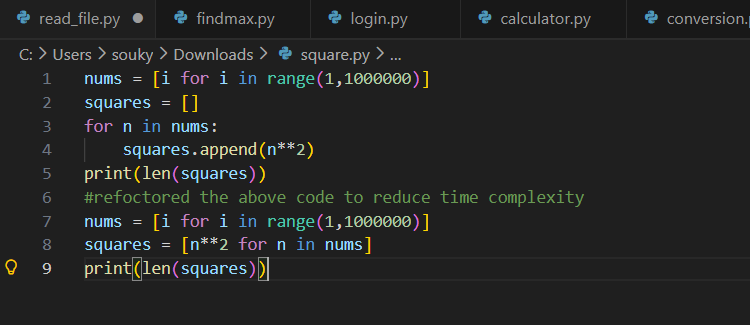 read_file.py findmax.py login.py calculator.py conversion.p
C: > Users > souky > Downloads > square.py > ...
1 nums = [i for i in range(1,1000000)]
2 squares = []
3 for n in nums:
4     squares.append(n**2)
5 print(len(squares))
6 #refoctored the above code to reduce time complexity
7 nums = [i for i in range(1,1000000)]
8 squares = [n**2 for n in nums]
9 print(len(squares))